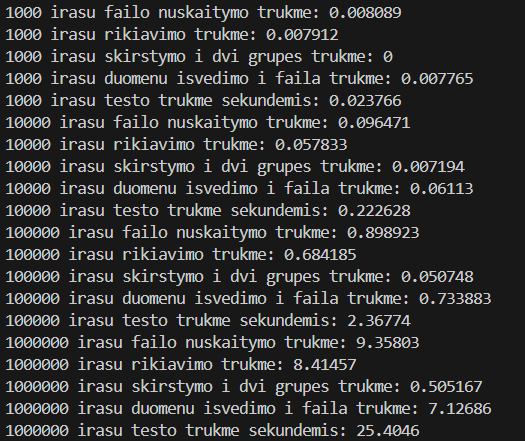 1000 irasu failo nuskaitymo trukme: 0.008089
1000 irasu rikiavimo trukme: 0.007912
1000 irasu skirstymo i dvi grupes trukme: 0
1000 irasu duomenu isvedimo i faila trukme: 0.007765
1000 irasu testo trukme sekundemis: 0.023766
10000 irasu failo nuskaitymo trukme: 0.096471
10000 irasu rikiavimo trukme: 0.057833
10000 irasu skirstymo i dvi grupes trukme: 0.007194
10000 irasu duomenu isvedimo i faila trukme: 0.06113
10000 irasu testo trukme sekundemis: 0.222628
100000 irasu failo nuskaitymo trukme: 0.898923
100000 irasu rikiavimo trukme: 0.684185
100000 irasu skirstymo i dvi grupes trukme: 0.050748
100000 irasu duomenu isvedimo i faila trukme: 0.733883
100000 irasu testo trukme sekundemis: 2.36774
1000000 irasu failo nuskaitymo trukme: 9.35803
1000000 irasu rikiavimo trukme: 8.41457
1000000 irasu skirstymo i dvi grupes trukme: 0.505167
1000000 irasu duomenu isvedimo i faila trukme: 7.12686
1000000 irasu testo trukme sekundemis: 25.4046